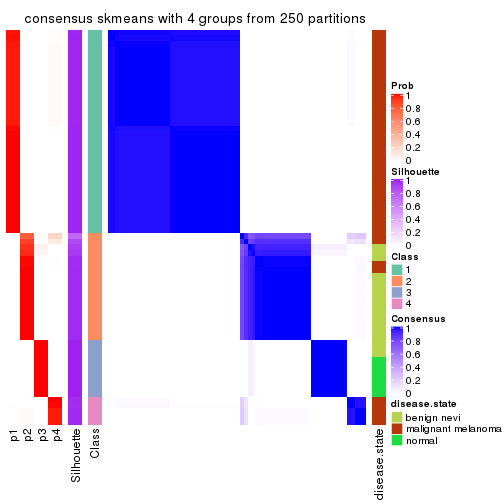 consensus skmeans with 4 groups from 250 partitions
Prob
1
0.8
0.6
0.4
0.2
0
Silhouette
1
0.8
0.6
0.4
0.2
0
Class
1
2
3
4
Consensus
1
0.8
0.6
0.4
0.2
0
disease.state
benign nevi
malignant melanoma
normal
p1
p2
p3
p4
Silhouette
Class
disease.state